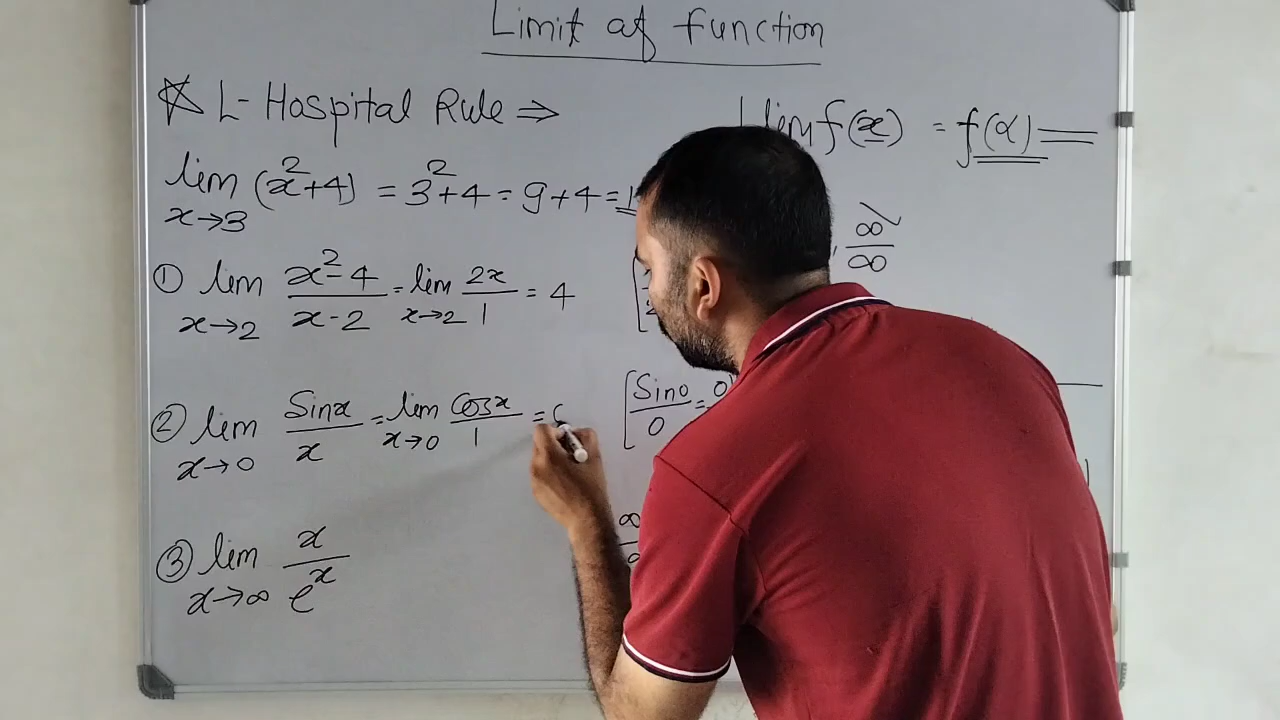 Limit of function
☆ L-Hospital Rule ⇒
lim f(x) = f(α)
lim x→3 (x²+4) = 3²+4 = 9+4 =
∞/∞
① lim x→2 (x²-4)/(x-2) = lim x→2 2x/1 = 4
② lim x→0 Sinx/x = lim x→0 Cosx/1 =
[Sin0/0 = 0
③ lim x→∞ x/eˣ
∞